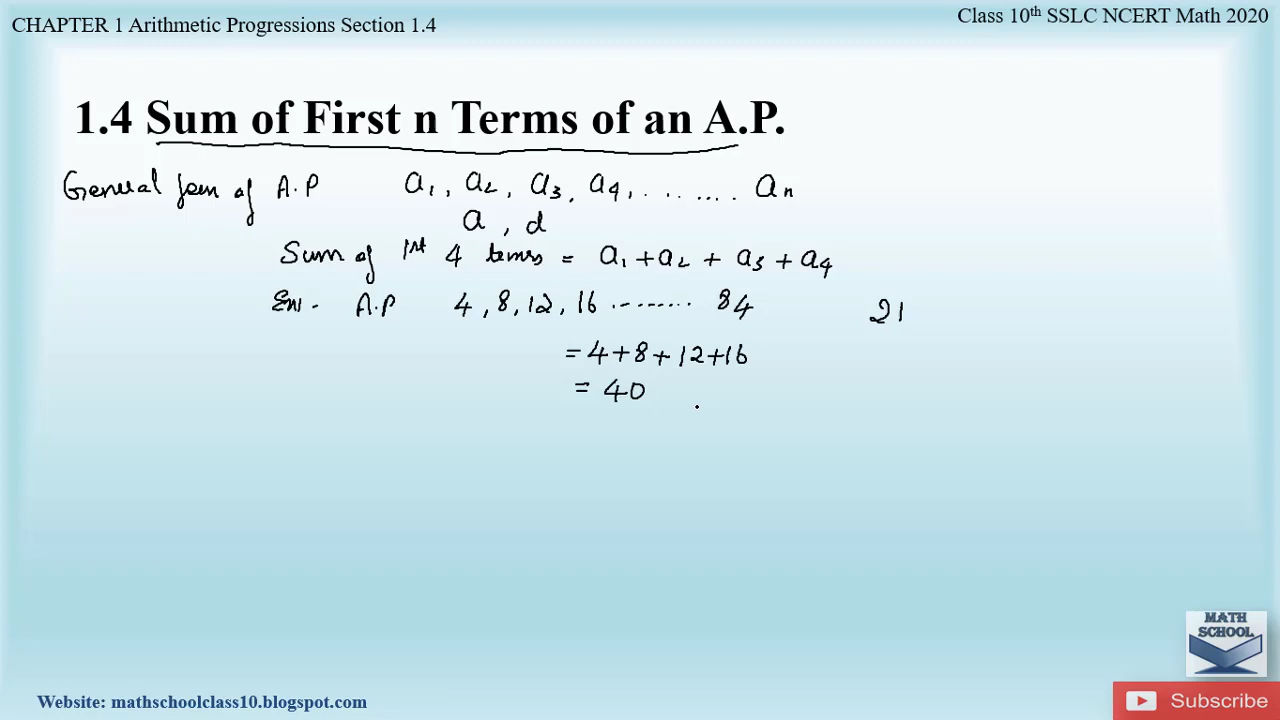 CHAPTER 1 Arithmetic Progressions Section 1.4
Class 10th SSLC NCERT Math 2020
1.4 Sum of First n Terms of an A.P.
General form of A.P a₁, a₂, a₃, a₄, . . ..... . aₙ
a, d
Sum of 1st 4 terms = a₁ + a₂ + a₃ + a₄
A.P 4, 8, 12, 16 ......... 84 21
= 4 + 8 + 12 + 16
= 40
MATH
SCHOOL
Website: mathschoolclass10.blogspot.com
Subscribe